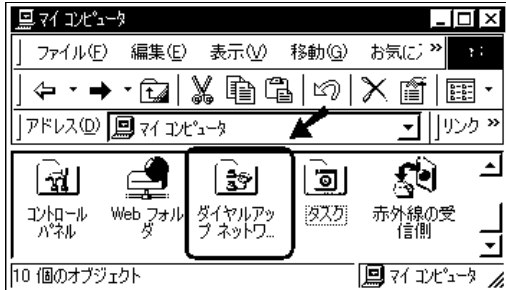 マイ コンピュータ
ファイル(F) 編集(E) 表示(V) 移動(G) お気に »
アドレス(D) マイ コンピュータ リンク »
コントロール パネル
Web フォルダ
ダイヤルアップ ネットワ...
タスク
赤外線の受信側
10 個のオブジェクト マイ コンピュータ